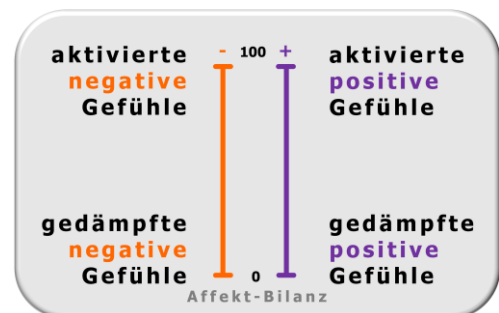 aktivierte
negative
Gefühle
- 100 +
aktivierte
positive
Gefühle
gedämpfte
negative
Gefühle
0
gedämpfte
positive
Gefühle
Affekt-Bilanz